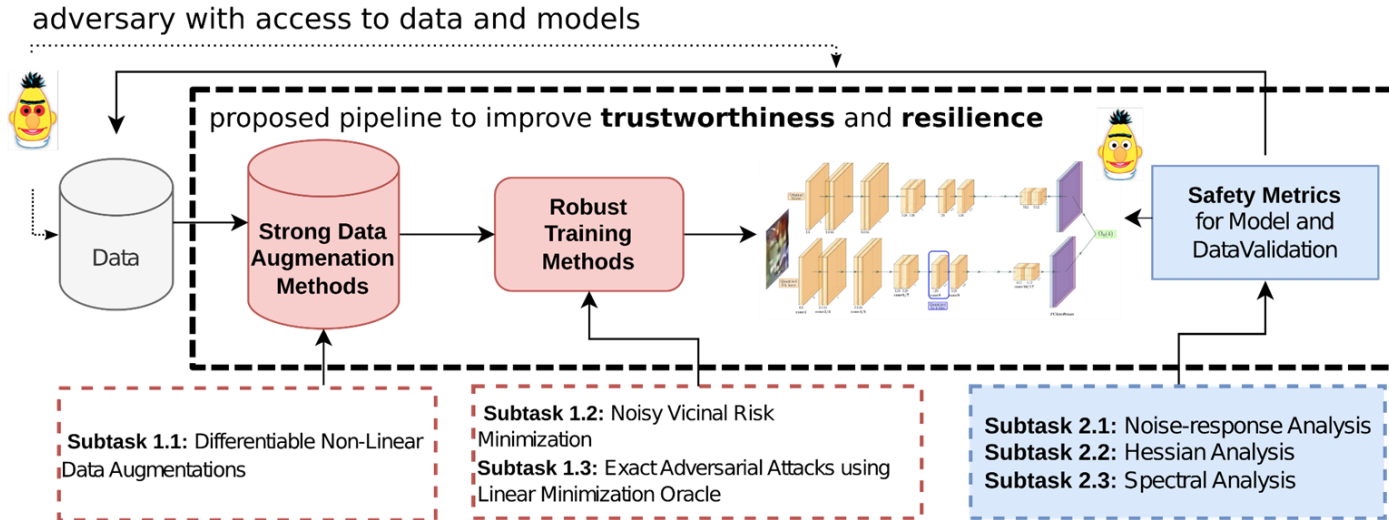 adversary with access to data and models
proposed pipeline to improve trustworthiness and resilience
Data
Strong Data
Augmenation
Methods
Robust
Training
Methods
Safety Metrics
for Model and
DataValidation
Subtask 1.1: Differentiable Non-Linear
Data Augmentations
Subtask 1.2: Noisy Vicinal Risk
Minimization
Subtask 1.3: Exact Adversarial Attacks using
Linear Minimization Oracle
Subtask 2.1: Noise-response Analysis
Subtask 2.2: Hessian Analysis
Subtask 2.3: Spectral Analysis